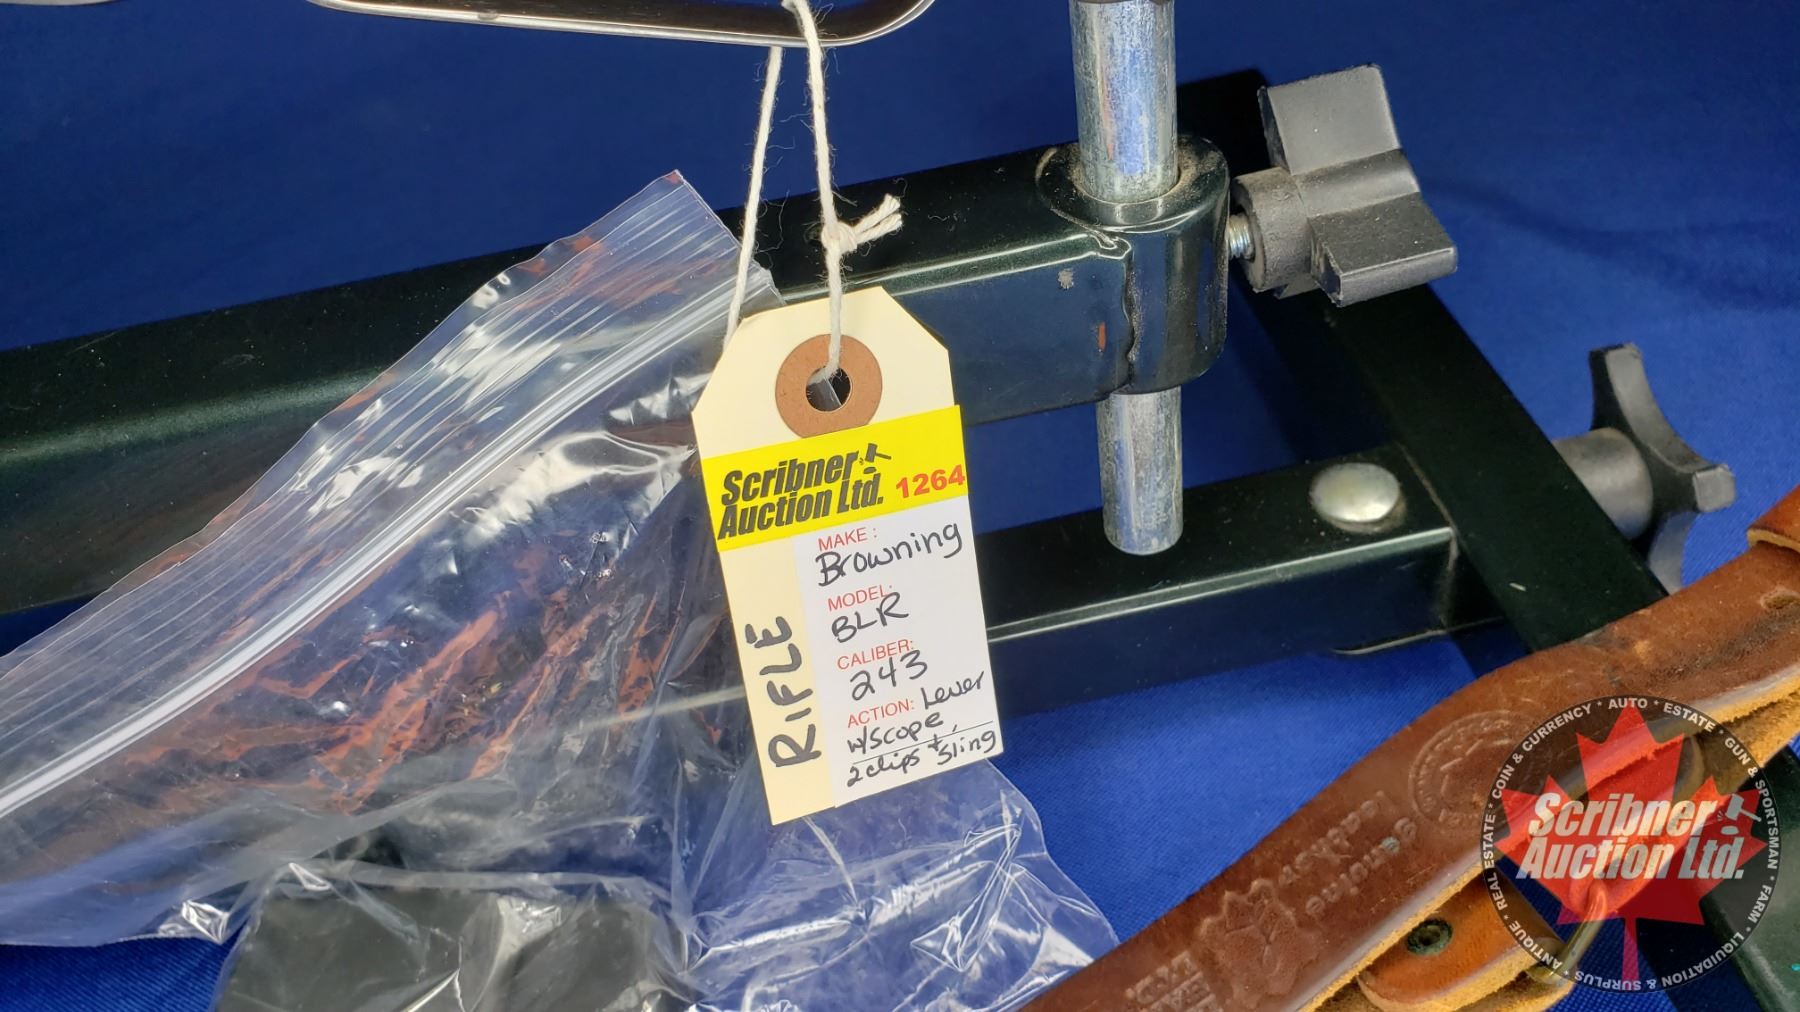 Scribner
Auction Ltd.
1264
MAKE:
Browning
MODEL:
BLR
CALIBER:
243
ACTION: Lever
w/scope,
2 clips + sling
RIFLE
genuine
leather
Scribner
Auction Ltd.
REAL ESTATE * COIN & CURRENCY * AUTO * ESTATE * GUN & SPORTSMAN * FARM * LIQUIDATION & SURPLUS * ANTIQUE *